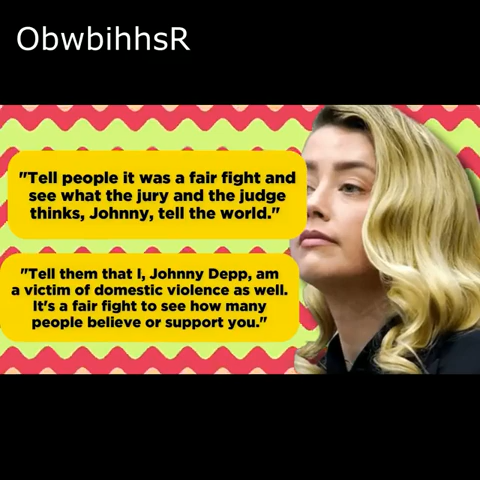 ObwbihhsR
"Tell people it was a fair fight and
see what the jury and the judge
thinks, Johnny, tell the world."
"Tell them that I, Johnny Depp, am
a victim of domestic violence as well.
It's a fair fight to see how many
people believe or support you."